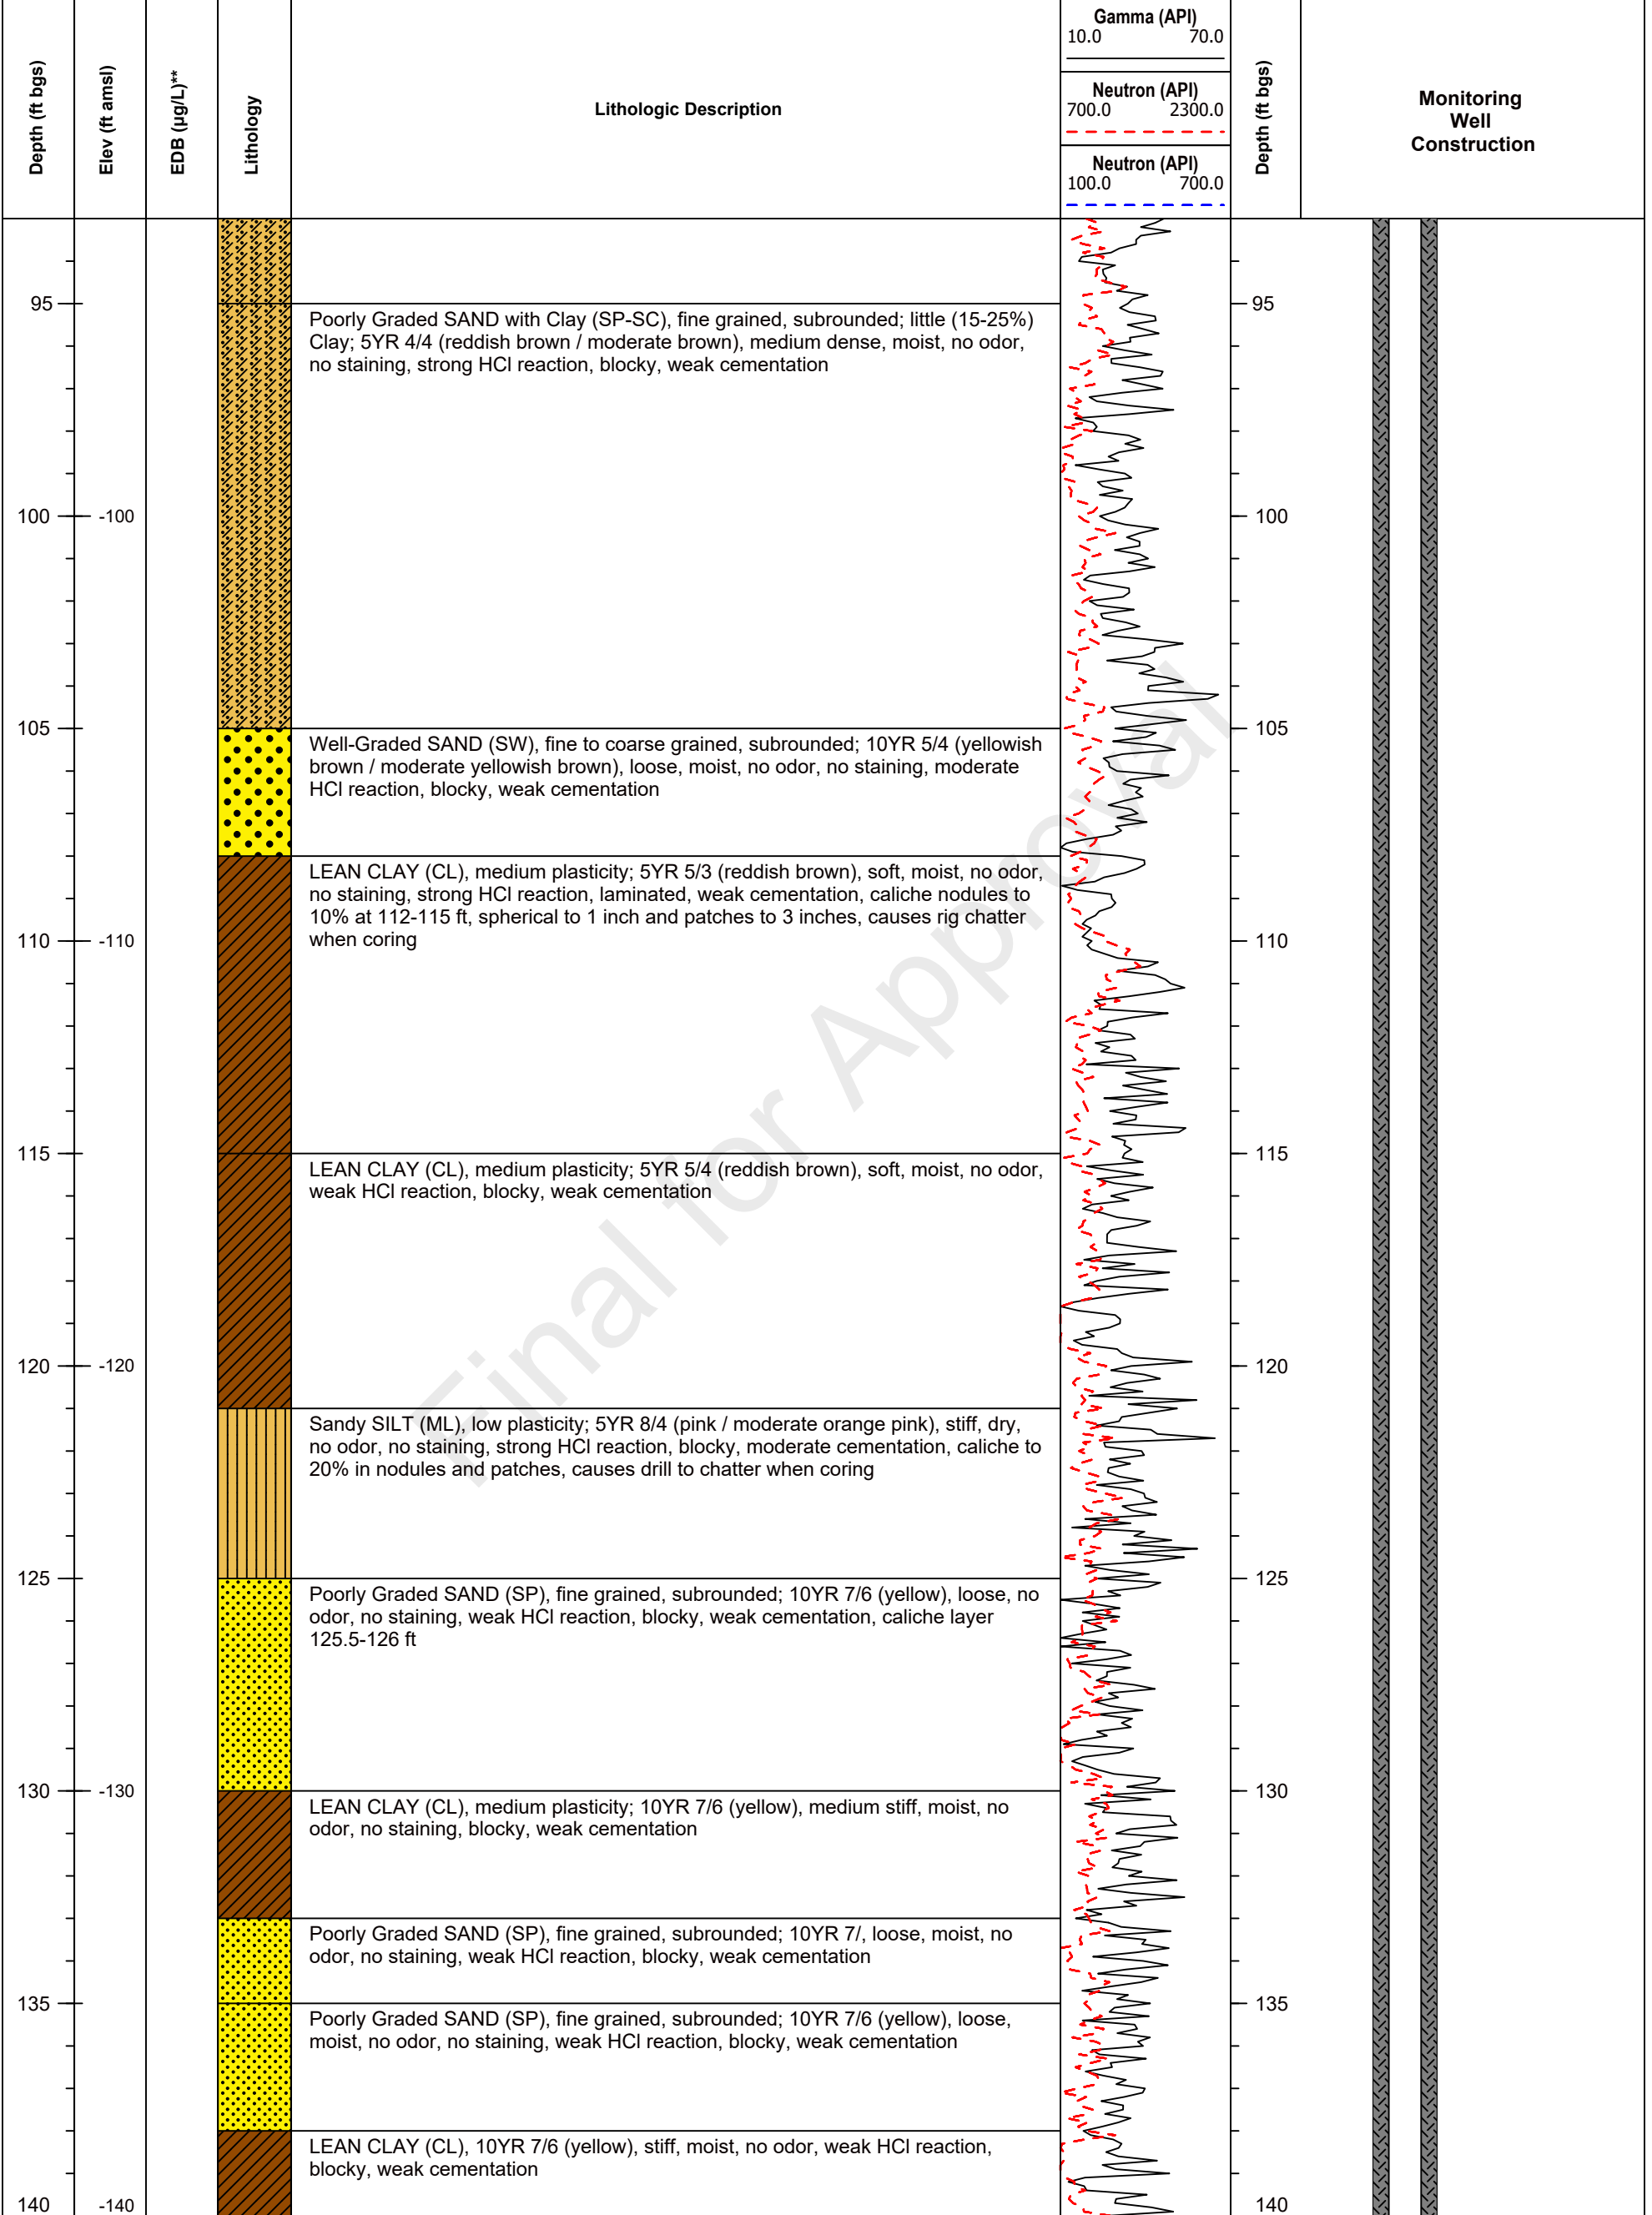 Depth (ft bgs)
Elev (ft amsl)
EDB (µg/L)**
Lithology
Lithologic Description
Gamma (API)
10.0 70.0
Neutron (API)
700.0 2300.0
Neutron (API)
100.0 700.0
Depth (ft bgs)
Monitoring
Well
Construction
95 95
Poorly Graded SAND with Clay (SP-SC), fine grained, subrounded; little (15-25%)
Clay; 5YR 4/4 (reddish brown / moderate brown), medium dense, moist, no odor,
no staining, strong HCl reaction, blocky, weak cementation
100 -100 100
105 105
Well-Graded SAND (SW), fine to coarse grained, subrounded; 10YR 5/4 (yellowish
brown / moderate yellowish brown), loose, moist, no odor, no staining, moderate
HCl reaction, blocky, weak cementation
LEAN CLAY (CL), medium plasticity; 5YR 5/3 (reddish brown), soft, moist, no odor,
no staining, strong HCl reaction, laminated, weak cementation, caliche nodules to
10% at 112-115 ft, spherical to 1 inch and patches to 3 inches, causes rig chatter
when coring
110 -110 110
115 115
LEAN CLAY (CL), medium plasticity; 5YR 5/4 (reddish brown), soft, moist, no odor,
weak HCl reaction, blocky, weak cementation
120 -120 120
Sandy SILT (ML), low plasticity; 5YR 8/4 (pink / moderate orange pink), stiff, dry,
no odor, no staining, strong HCl reaction, blocky, moderate cementation, caliche to
20% in nodules and patches, causes drill to chatter when coring
125 125
Poorly Graded SAND (SP), fine grained, subrounded; 10YR 7/6 (yellow), loose, no
odor, no staining, weak HCl reaction, blocky, weak cementation, caliche layer
125.5-126 ft
130 -130 130
LEAN CLAY (CL), medium plasticity; 10YR 7/6 (yellow), medium stiff, moist, no
odor, no staining, blocky, weak cementation
Poorly Graded SAND (SP), fine grained, subrounded; 10YR 7/, loose, moist, no
odor, no staining, weak HCl reaction, blocky, weak cementation
135 135
Poorly Graded SAND (SP), fine grained, subrounded; 10YR 7/6 (yellow), loose,
moist, no odor, no staining, weak HCl reaction, blocky, weak cementation
LEAN CLAY (CL), 10YR 7/6 (yellow), stiff, moist, no odor, weak HCl reaction,
blocky, weak cementation
140 -140 140
Final for Approval